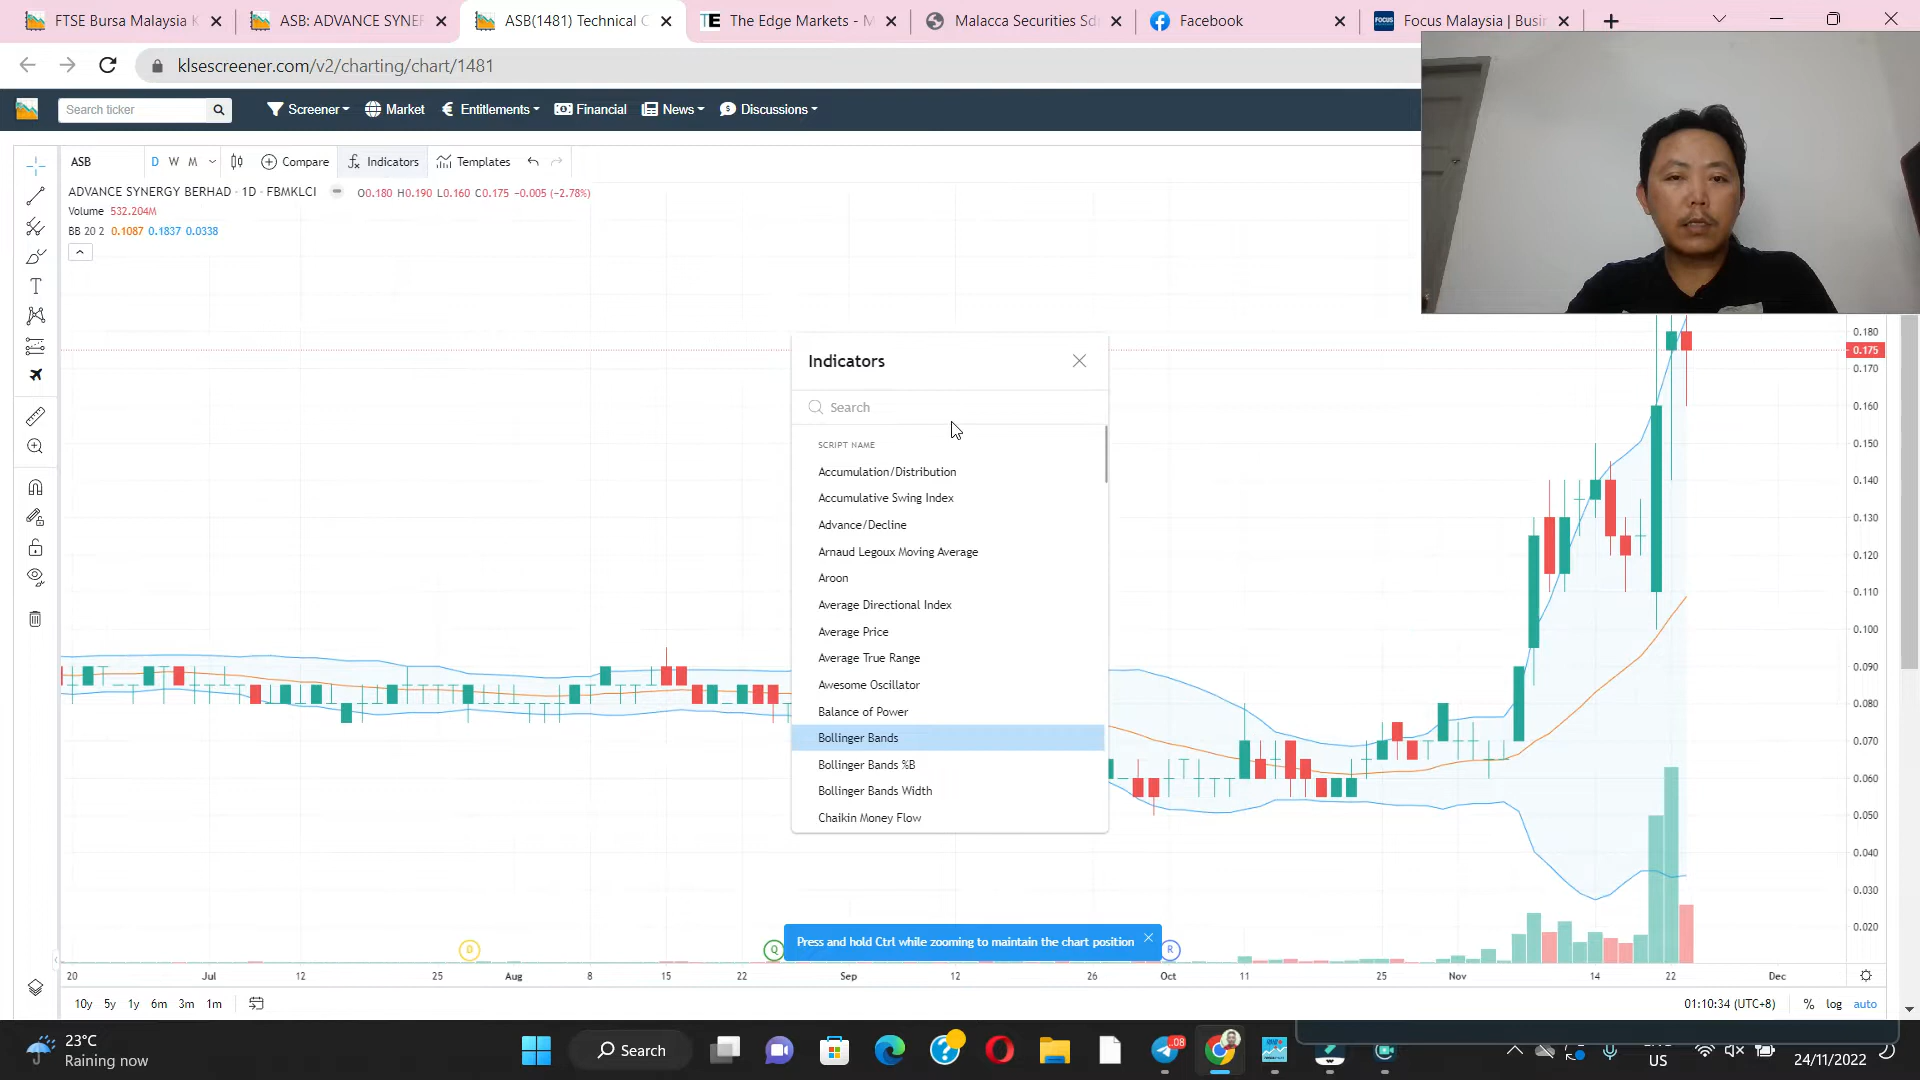 FTSE Bursa Malaysia K
ASB: ADVANCE SYNER
ASB(1481) Technical C
The Edge Markets - M
Malacca Securities Sdn
Facebook
Focus Malaysia | Busin
klsescreener.com/v2/charting/chart/1481
Search ticker
Screener
Market
Entitlements
Financial
News
Discussions
ASB
D W M
Compare
Indicators
Templates
ADVANCE SYNERGY BERHAD · 1D · FBMKLCI
O0.180 H0.190 L0.160 C0.175 -0.005 (-2.78%)
Volume 532.204M
BB 20 2 0.1087 0.1837 0.0338
Indicators
Search
SCRIPT NAME
Accumulation/Distribution
Accumulative Swing Index
Advance/Decline
Arnaud Legoux Moving Average
Aroon
Average Directional Index
Average Price
Average True Range
Awesome Oscillator
Balance of Power
Bollinger Bands
Bollinger Bands %B
Bollinger Bands Width
Chaikin Money Flow
0.180
0.175
0.170
0.160
0.150
0.140
0.130
0.120
0.110
0.100
0.090
0.080
0.070
0.060
0.050
0.040
0.030
0.020
D
Q
Press and hold Ctrl while zooming to maintain the chart position
R
20 Jul 12 25 Aug 8 15 22 Sep 12 26 Oct 11 25 Nov 14 22 Dec
10y 5y 1y 6m 3m 1m
01:10:34 (UTC+8) % log auto
23°C
Raining now
Search
US
24/11/2022